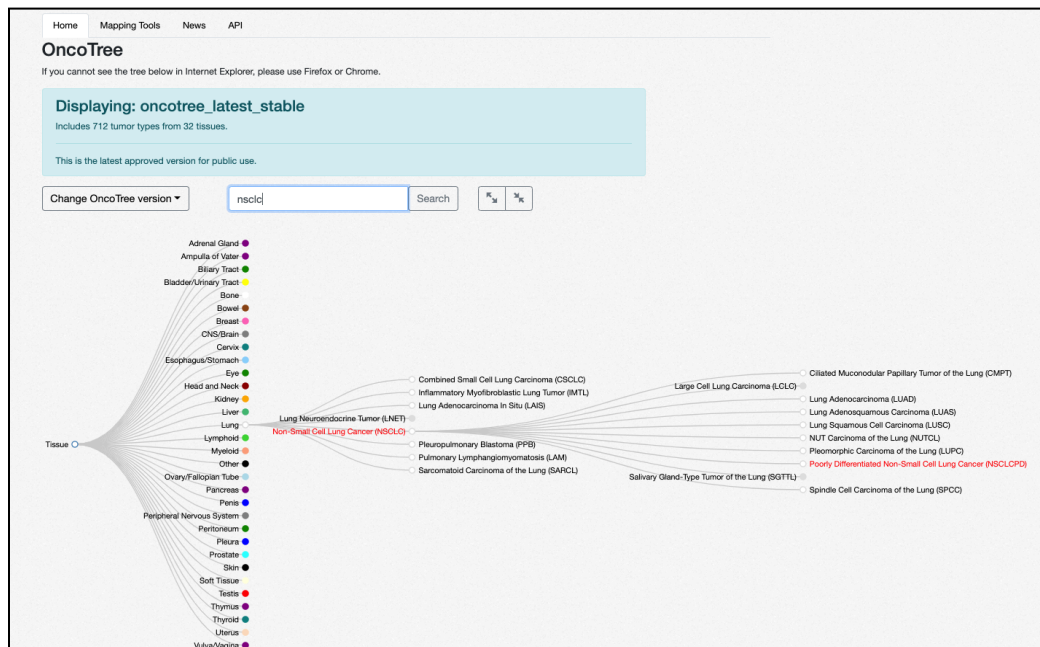 Home Mapping Tools News API
OncoTree
If you cannot see the tree below in Internet Explorer, please use Firefox or Chrome.
Displaying: oncotree_latest_stable
Includes 712 tumor types from 32 tissues.
This is the latest approved version for public use.
Change OncoTree version
nsclc
Search
Tissue
Adrenal Gland
Ampulla of Vater
Biliary Tract
Bladder/Urinary Tract
Bone
Bowel
Breast
CNS/Brain
Cervix
Esophagus/Stomach
Eye
Head and Neck
Kidney
Liver
Lung
Lymphoid
Myeloid
Other
Ovary/Fallopian Tube
Pancreas
Penis
Peripheral Nervous System
Peritoneum
Pleura
Prostate
Skin
Soft Tissue
Testis
Thymus
Thyroid
Uterus
Vulva/Vagina
Combined Small Cell Lung Carcinoma (CSCLC)
Inflammatory Myofibroblastic Lung Tumor (IMTL)
Lung Adenocarcinoma In Situ (LAIS)
Lung Neuroendocrine Tumor (LNET)
Non-Small Cell Lung Cancer (NSCLC)
Pleuropulmonary Blastoma (PPB)
Pulmonary Lymphangiomyomatosis (LAM)
Sarcomatoid Carcinoma of the Lung (SARCL)
Ciliated Muconodular Papillary Tumor of the Lung (CMPT)
Large Cell Lung Carcinoma (LCLC)
Lung Adenocarcinoma (LUAD)
Lung Adenosquamous Carcinoma (LUAS)
Lung Squamous Cell Carcinoma (LUSC)
NUT Carcinoma of the Lung (NUTCL)
Pleomorphic Carcinoma of the Lung (LUPC)
Poorly Differentiated Non-Small Cell Lung Cancer (NSCLCPD)
Salivary Gland-Type Tumor of the Lung (SGTTL)
Spindle Cell Carcinoma of the Lung (SPCC)